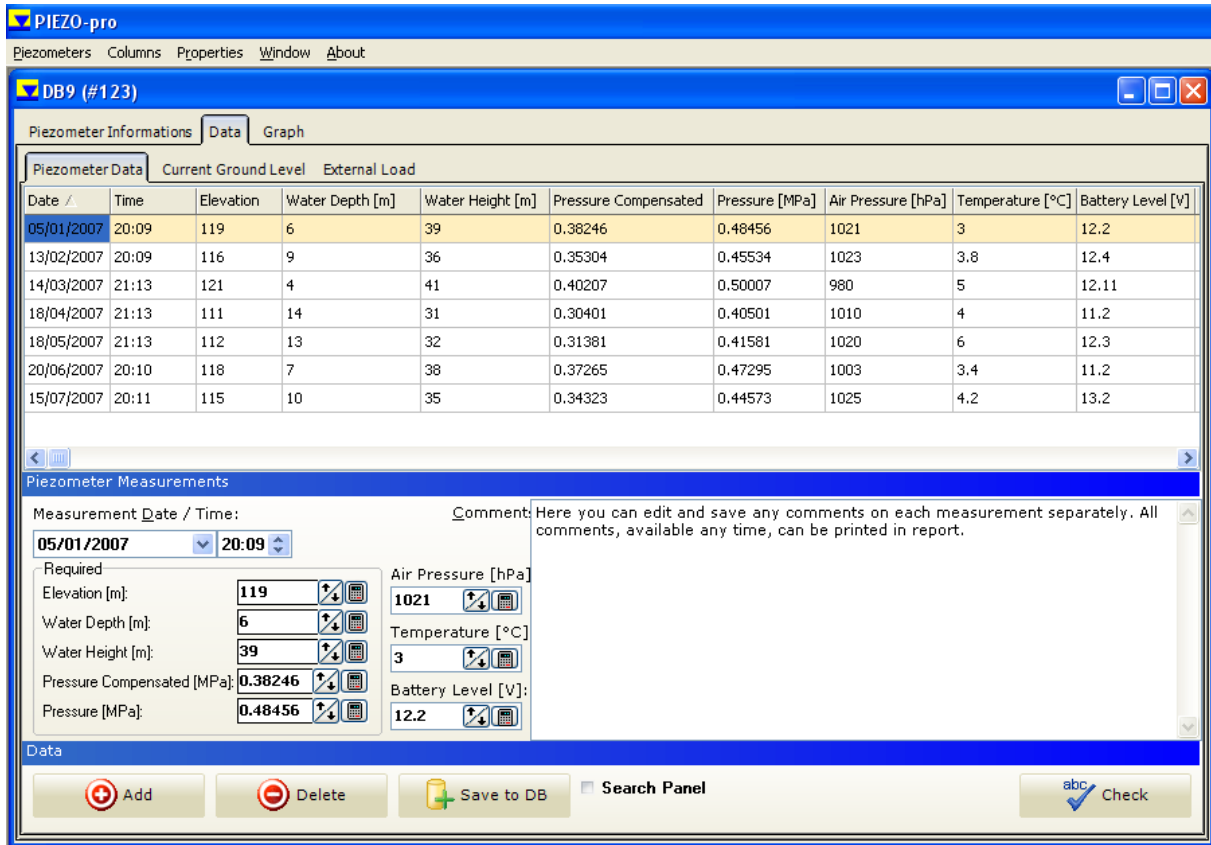 PIEZO-pro
Piezometers Columns Properties Window About
DB9 (#123)
Piezometer Informations Data Graph
Piezometer Data Current Ground Level External Load
Date Time Elevation Water Depth [m] Water Height [m] Pressure Compensated Pressure [MPa] Air Pressure [hPa] Temperature [°C] Battery Level [V]
05/01/2007 20:09 119 6 39 0.38246 0.48456 1021 3 12.2
13/02/2007 20:09 116 9 36 0.35304 0.45534 1023 3.8 12.4
14/03/2007 21:13 121 4 41 0.40207 0.50007 980 5 12.11
18/04/2007 21:13 111 14 31 0.30401 0.40501 1010 4 11.2
18/05/2007 21:13 112 13 32 0.31381 0.41581 1020 6 12.3
20/06/2007 20:10 118 7 38 0.37265 0.47295 1003 3.4 11.2
15/07/2007 20:11 115 10 35 0.34323 0.44573 1025 4.2 13.2
Piezometer Measurements
Measurement Date / Time:
05/01/2007 20:09
Required
Elevation [m]: 119
Water Depth [m]: 6
Water Height [m]: 39
Pressure Compensated [MPa]: 0.38246
Pressure [MPa]: 0.48456
Air Pressure [hPa]
1021
Temperature [°C]
3
Battery Level [V]:
12.2
Comment: Here you can edit and save any comments on each measurement separately. All
comments, available any time, can be printed in report.
Data
Add Delete Save to DB Search Panel abc Check